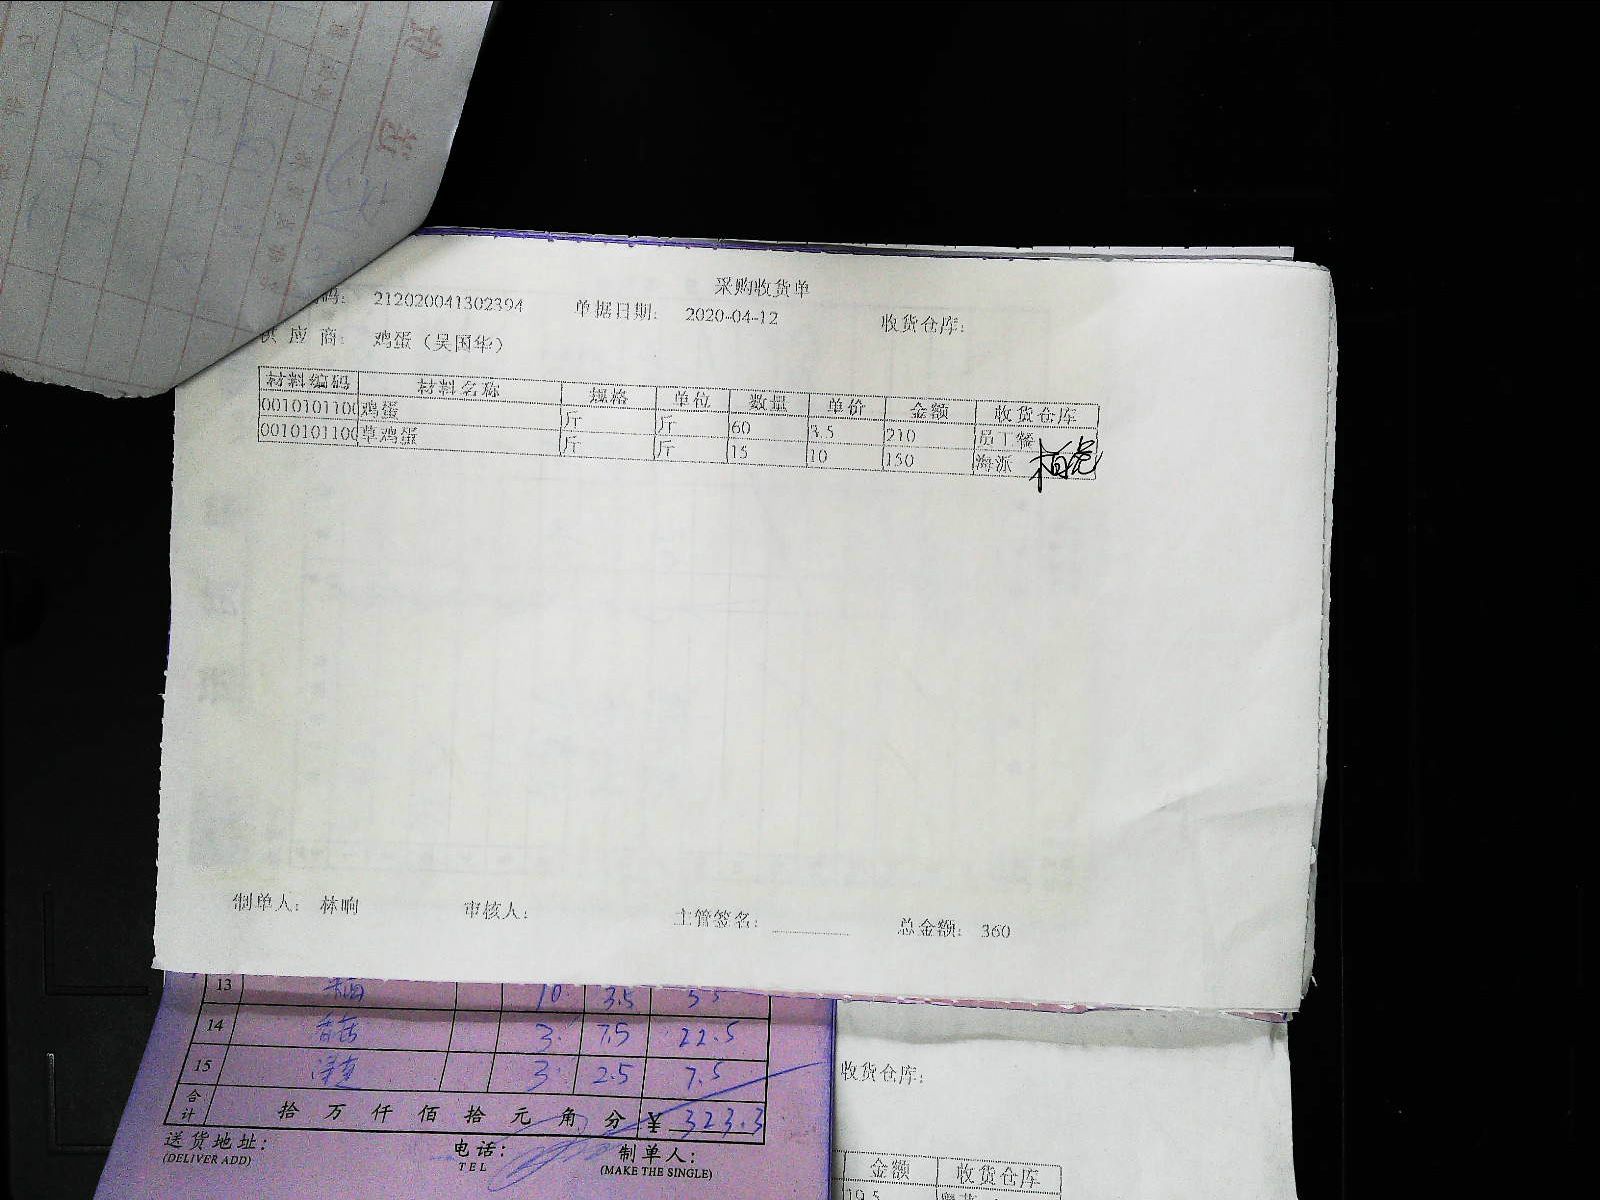 采购收货单
码： 212020041302394 单据日期： 2020-04-12 收货仓库：
供 应 商： 鸡蛋（吴国华）
材料编码 材料名称 规格 单位 数量 单价 金额 收货仓库
0010101100 鸡蛋 斤 斤 60 3.5 210 员工餐
0010101100 草鸡蛋 斤 斤 15 10 150 海派
制单人： 林响 审核人： 主管签名： 总金额： 360
13 10 3.5
14 3 7.5 22.5
15 3 2.5 7.5
合计 拾 万 仟 佰 拾 元 角 分 ¥ 323.3
送货地址： 电话： 制单人：
(DELIVER ADD) TEL (MAKE THE SINGLE)
收货仓库：
金额 收货仓库
19.5